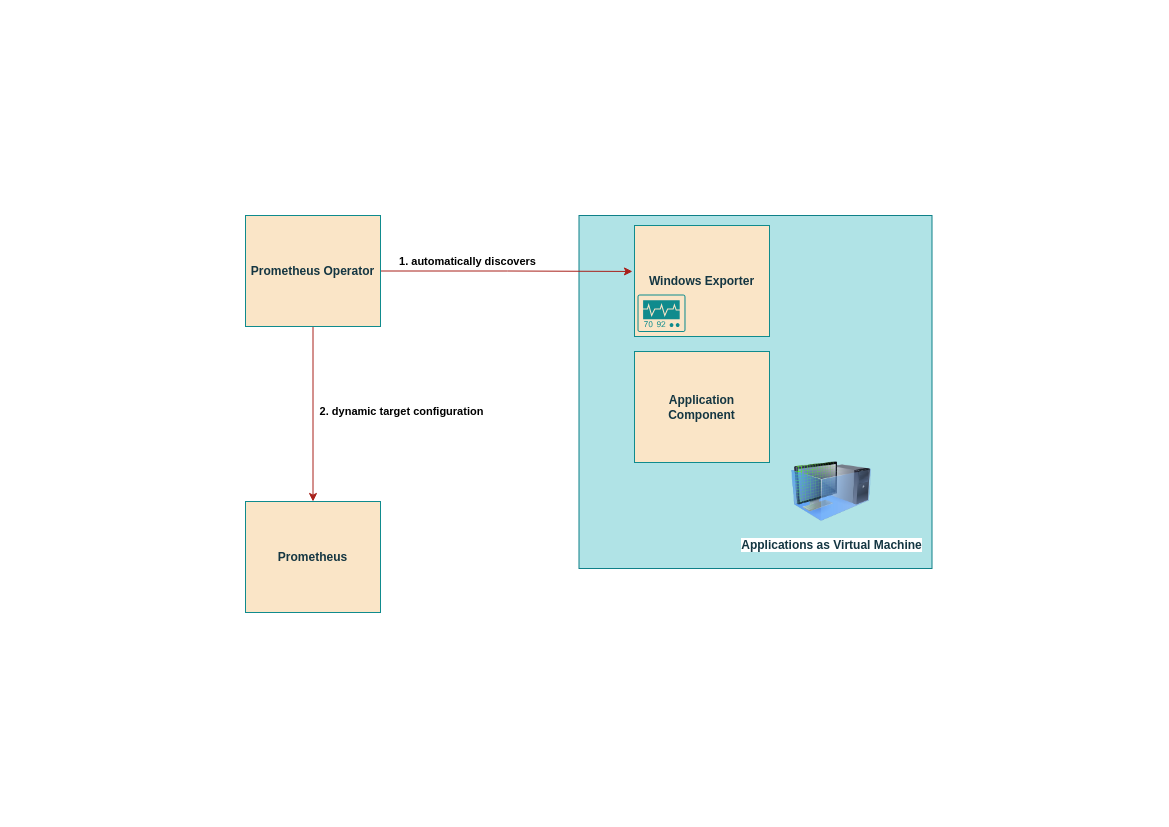 Prometheus Operator
1. automatically discovers
Windows Exporter
70 92
2. dynamic target configuration
Application
Component
Applications as Virtual Machine
Prometheus